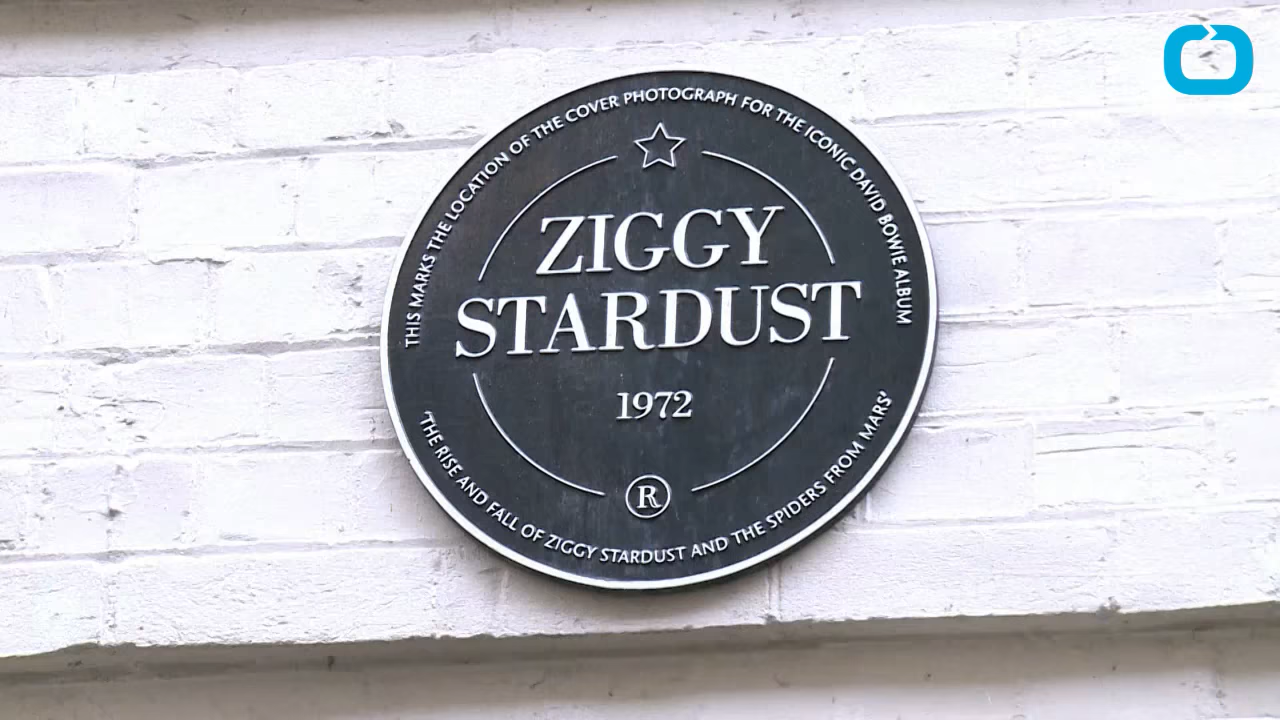 THIS MARKS THE LOCATION OF THE COVER PHOTOGRAPH FOR THE ICONIC DAVID BOWIE ALBUM
ZIGGY
STARDUST
1972
R
'THE RISE AND FALL OF ZIGGY STARDUST AND THE SPIDERS FROM MARS'